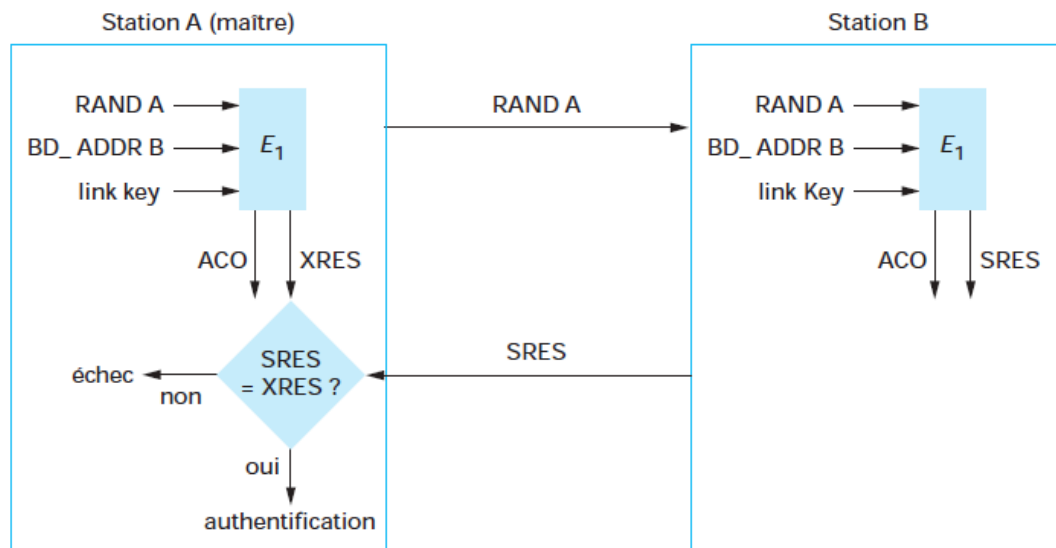 Station A (maître)
Station B
RAND A
BD_ ADDR B
link key
E1
ACO
XRES
RAND A
RAND A
BD_ ADDR B
link Key
E1
ACO
SRES
SRES
= XRES ?
échec
non
oui
authentification
SRES